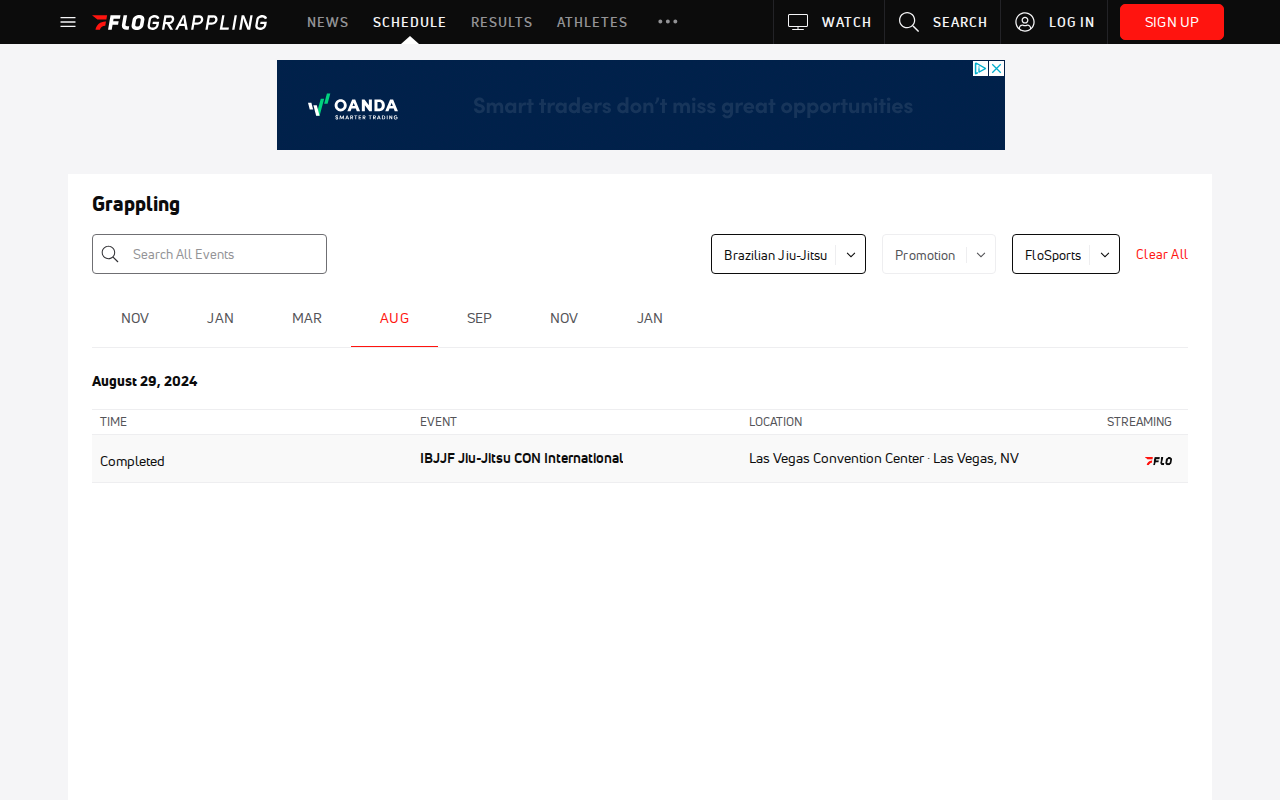 FLOGRAPPLING NEWS SCHEDULE RESULTS ATHLETES WATCH SEARCH LOG IN SIGN UP
OANDA
SMARTER TRADING
Smart traders don't miss great opportunities
Grappling
Search All Events Brazilian Jiu-Jitsu Promotion FloSports Clear All
NOV JAN MAR AUG SEP NOV JAN
August 29, 2024
TIME EVENT LOCATION STREAMING
Completed IBJJF Jiu-Jitsu CON International Las Vegas Convention Center · Las Vegas, NV FLO